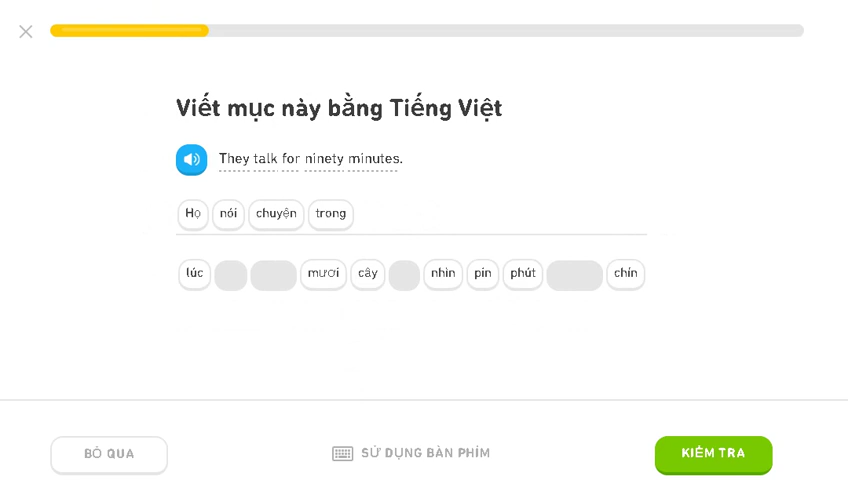 Viết mục này bằng Tiếng Việt
They talk for ninety minutes.
Họ nói chuyện trong
lúc mươi cây nhìn pin phút chín
BỎ QUA SỬ DỤNG BÀN PHÍM KIỂM TRA